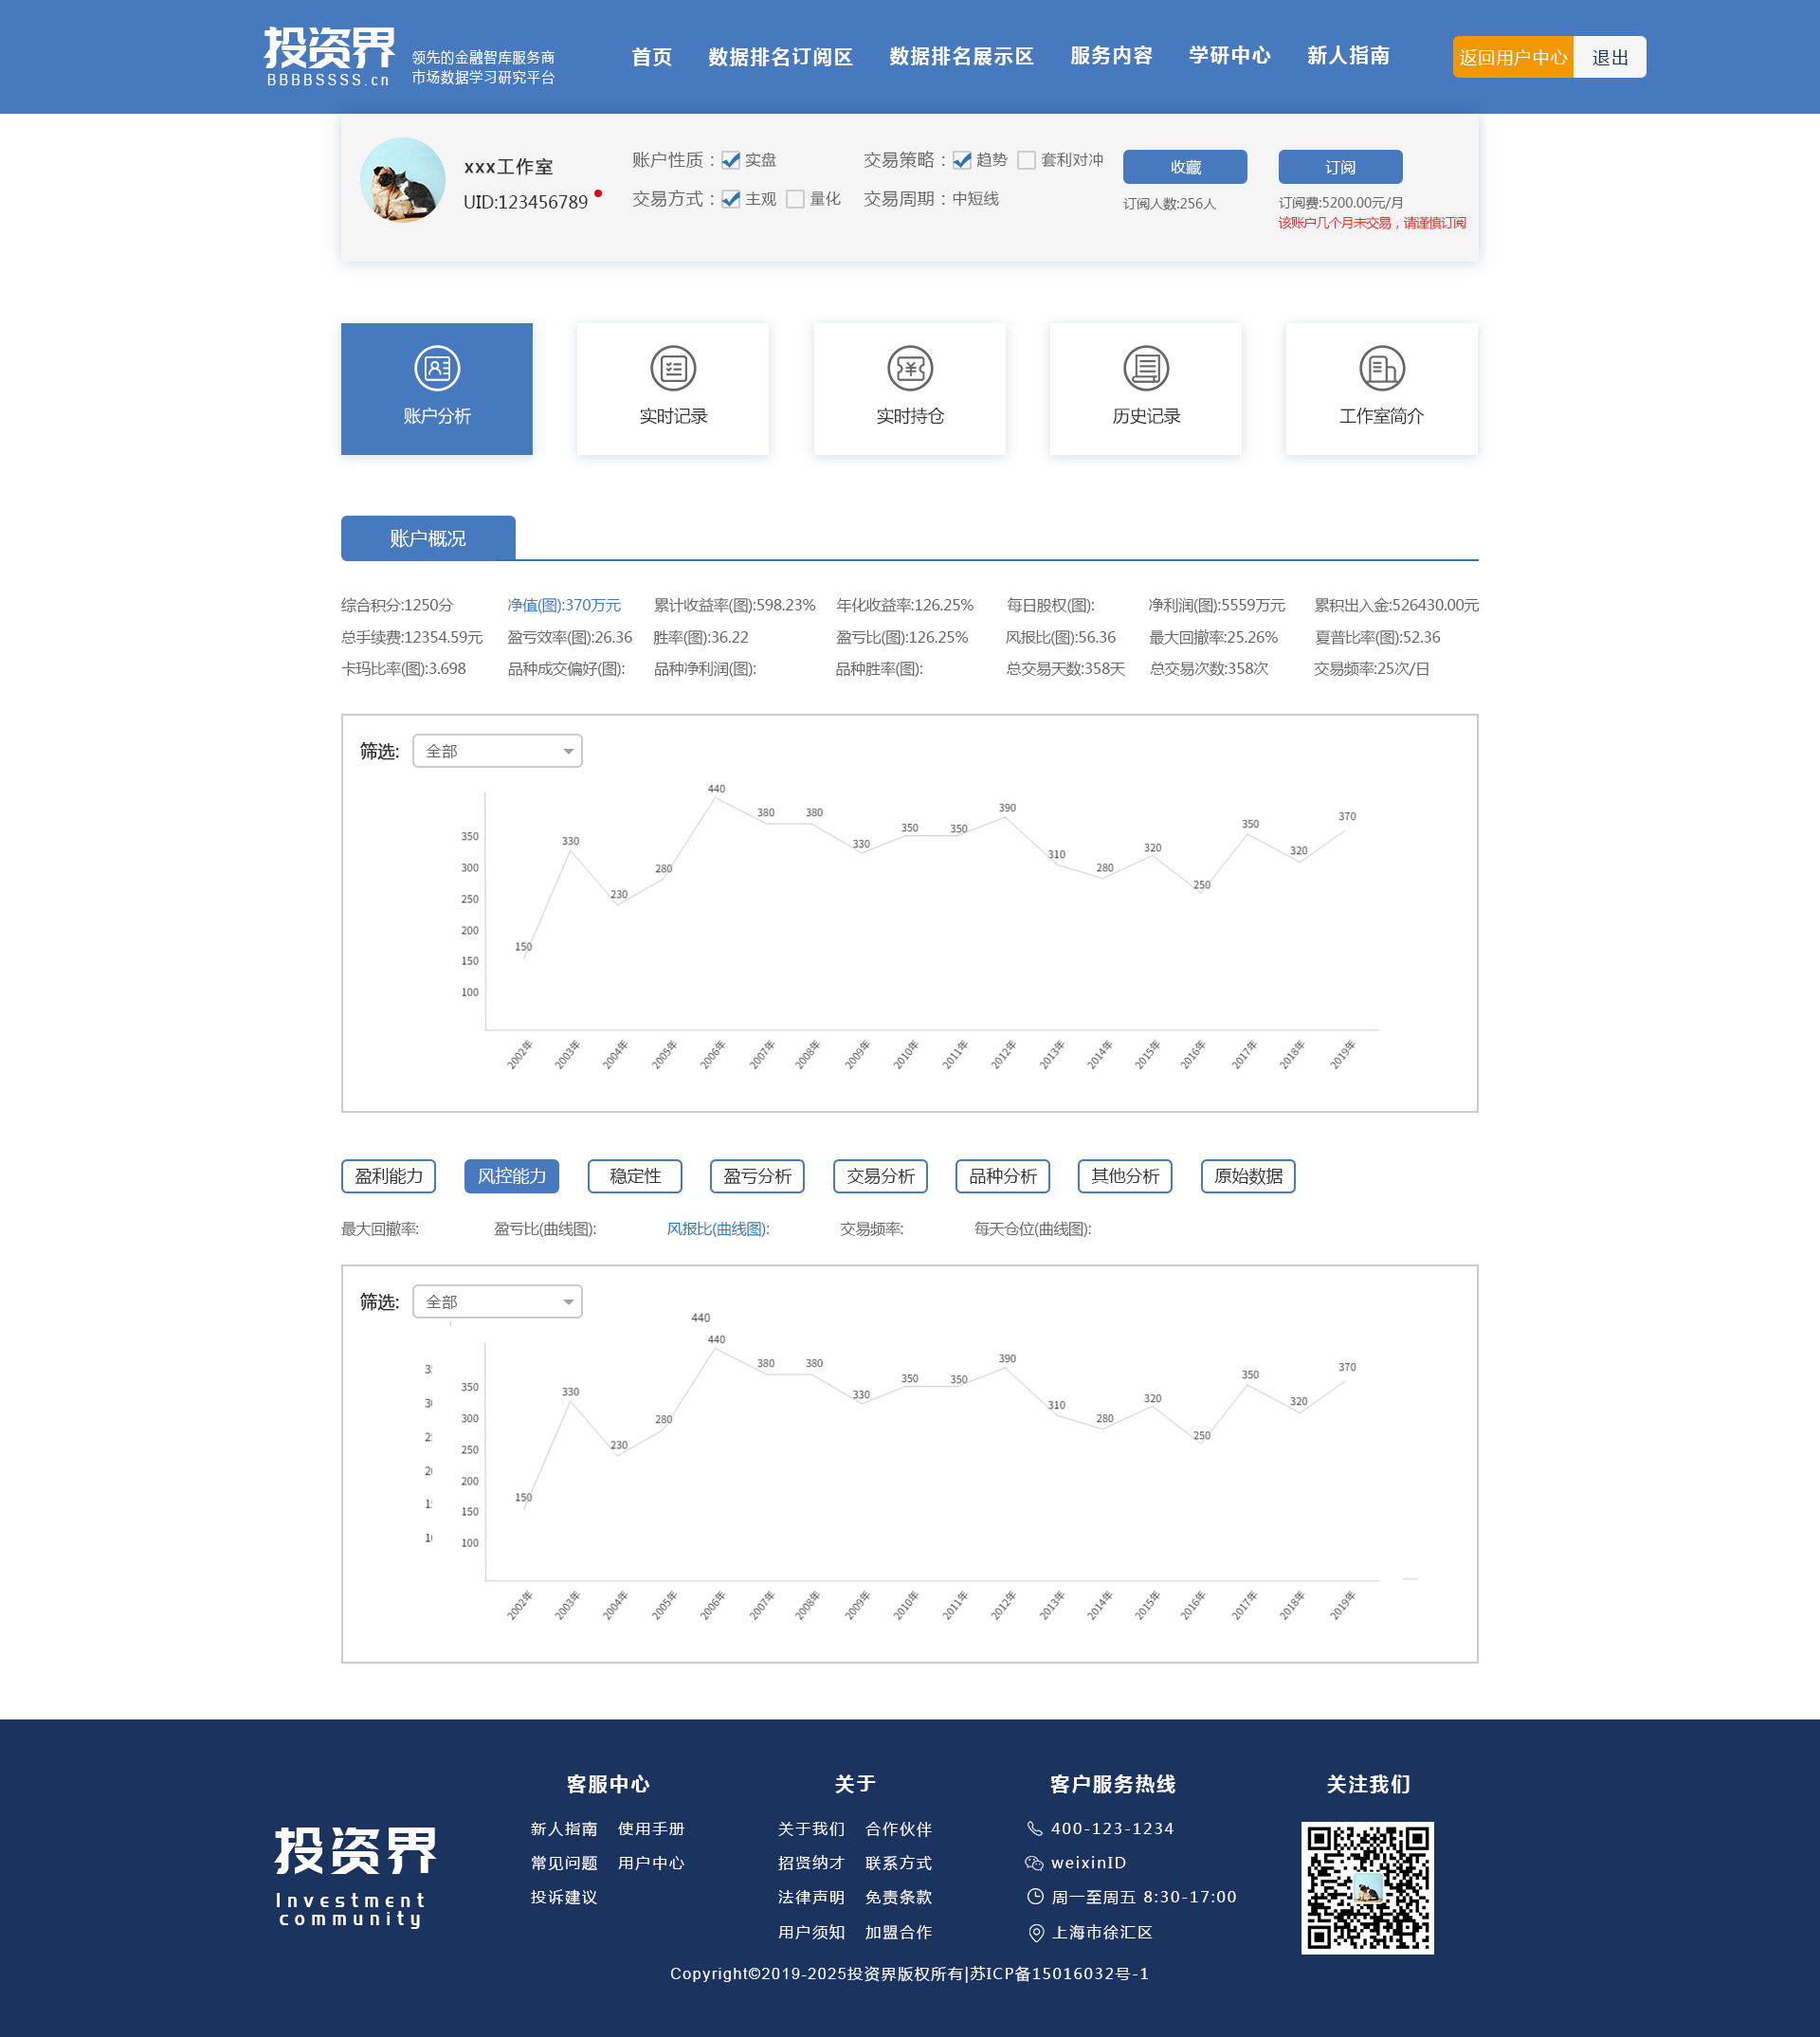 投资界
BBBBSSSS.cn
领先的金融智库服务商
市场数据学习研究平台
首页 数据排名订阅区 数据排名展示区 服务内容 学研中心 新人指南
返回用户中心 退出
xxx工作室
UID:123456789
账户性质：实盘
交易策略：趋势 套利对冲
交易方式：主观 量化
交易周期：中短线
收藏
订阅人数:256人
订阅
订阅费:5200.00元/月
该账户几个月未交易，请谨慎订阅
账户分析 实时记录 实时持仓 历史记录 工作室简介
账户概况
综合积分:1250分 净值(图):370万元 累计收益率(图):598.23% 年化收益率:126.25% 每日股权(图): 净利润(图):5559万元 累积出入金:526430.00元
总手续费:12354.59元 盈亏效率(图):26.36 胜率(图):36.22 盈亏比(图):126.25% 风报比(图):56.36 最大回撤率:25.26% 夏普比率(图):52.36
卡玛比率(图):3.698 品种成交偏好(图): 品种净利润(图): 品种胜率(图): 总交易天数:358天 总交易次数:358次 交易频率:25次/日
筛选: 全部
350
300
250
200
150
100
150 330 230 280 440 380 380 330 350 350 390 310 280 320 250 350 320 370
2002年 2003年 2004年 2005年 2006年 2007年 2008年 2009年 2010年 2011年 2012年 2013年 2014年 2015年 2016年 2017年 2018年 2019年
盈利能力 风控能力 稳定性 盈亏分析 交易分析 品种分析 其他分析 原始数据
最大回撤率: 盈亏比(曲线图): 风报比(曲线图): 交易频率: 每天仓位(曲线图):
筛选: 全部
440
350
300
250
200
150
100
150 330 230 280 440 380 380 330 350 350 390 310 280 320 250 350 320 370
2002年 2003年 2004年 2005年 2006年 2007年 2008年 2009年 2010年 2011年 2012年 2013年 2014年 2015年 2016年 2017年 2018年 2019年
投资界
Investment
community
客服中心
新人指南 使用手册
常见问题 用户中心
投诉建议
关于
关于我们 合作伙伴
招贤纳才 联系方式
法律声明 免责条款
用户须知 加盟合作
客户服务热线
400-123-1234
weixinID
周一至周五 8:30-17:00
上海市徐汇区
关注我们
Copyright©2019-2025投资界版权所有|苏ICP备15016032号-1